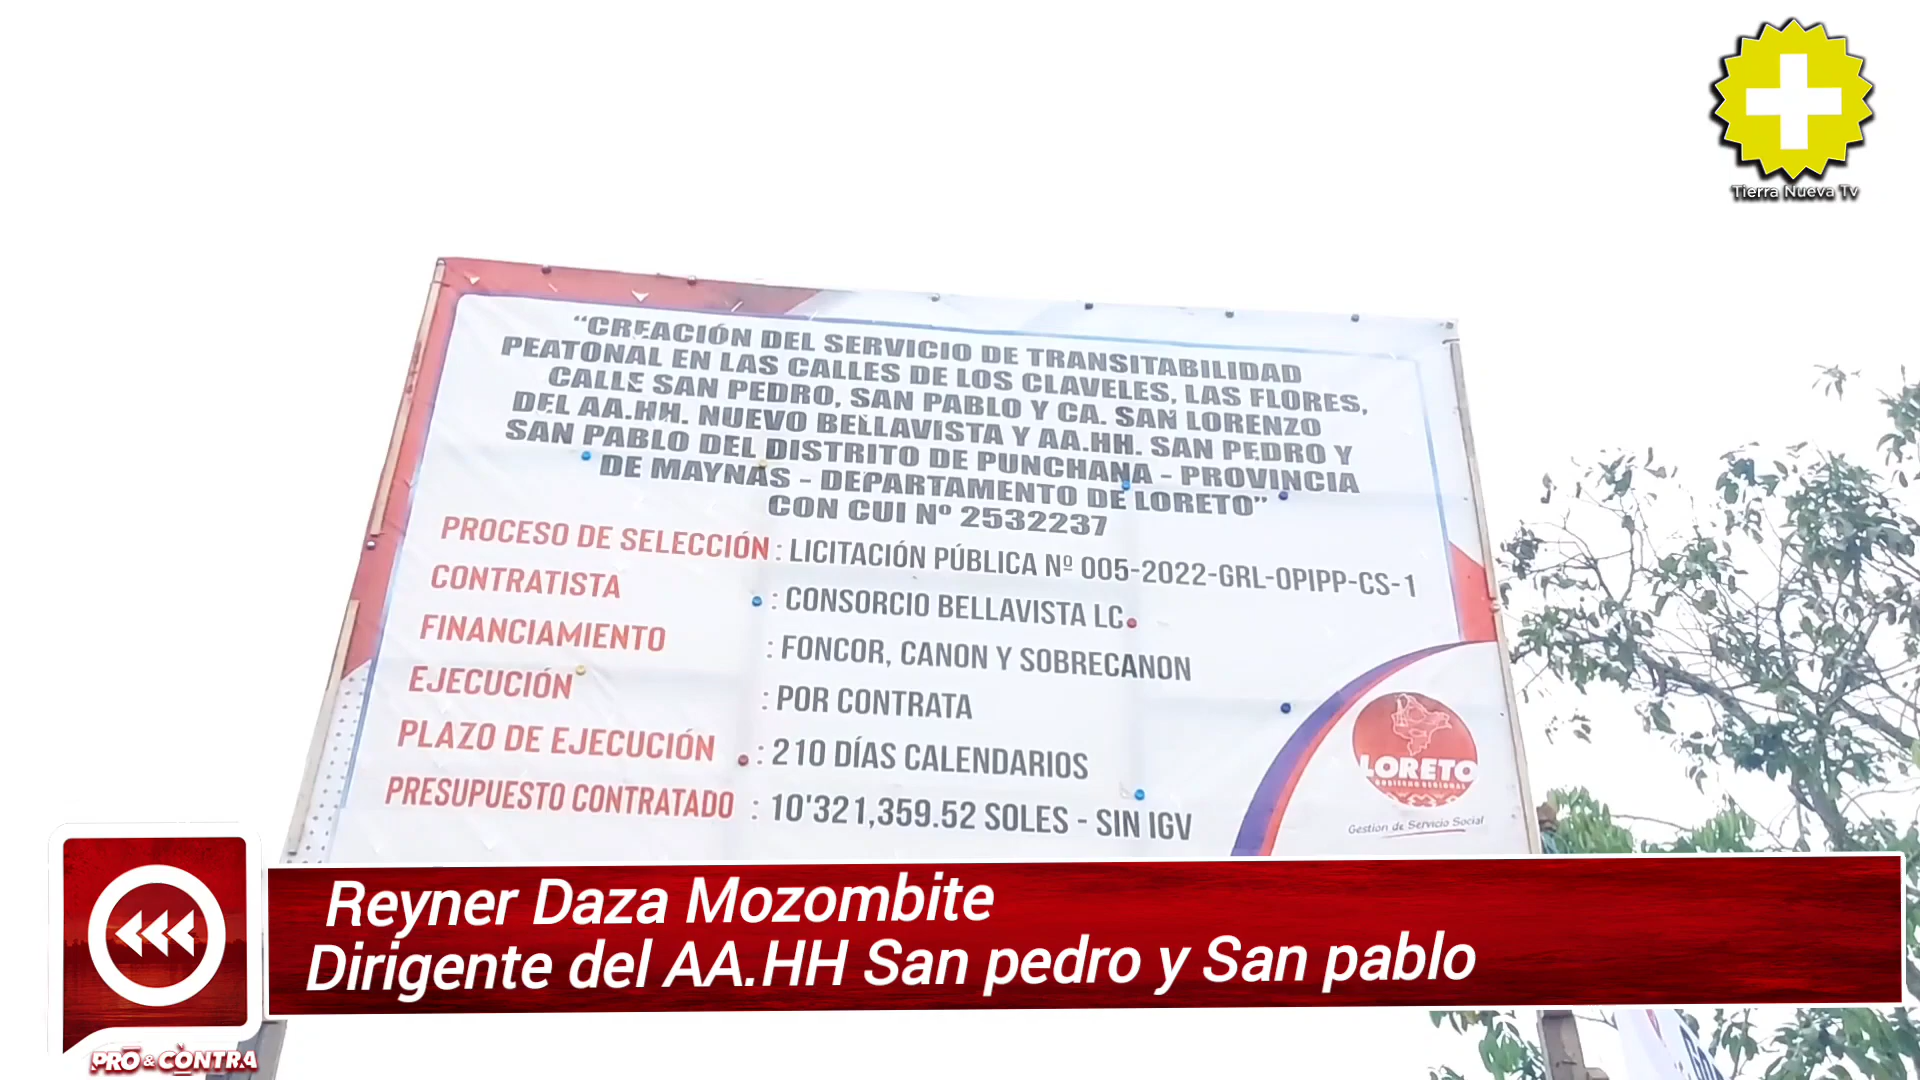 Tierra Nueva Tv
“CREACIÓN DEL SERVICIO DE TRANSITABILIDAD
PEATONAL EN LAS CALLES DE LOS CLAVELES, LAS FLORES,
CALLE SAN PEDRO, SAN PABLO Y CA. SAN LORENZO
DEL AA.HH. NUEVO BELLAVISTA Y AA.HH. SAN PEDRO Y
SAN PABLO DEL DISTRITO DE PUNCHANA - PROVINCIA
DE MAYNAS - DEPARTAMENTO DE LORETO”
CON CUI Nº 2532237
PROCESO DE SELECCIÓN : LICITACIÓN PÚBLICA Nº 005-2022-GRL-OPIPP-CS-1
CONTRATISTA : CONSORCIO BELLAVISTA LC
FINANCIAMIENTO : FONCOR, CANON Y SOBRECANON
EJECUCIÓN : POR CONTRATA
PLAZO DE EJECUCIÓN : 210 DÍAS CALENDARIOS
PRESUPUESTO CONTRATADO : 10'321,359.52 SOLES - SIN IGV
LORETO
GOBIERNO REGIONAL
Gestión de Servicio Social
Reyner Daza Mozombite
Dirigente del AA.HH San pedro y San pablo
PRO & CONTRA